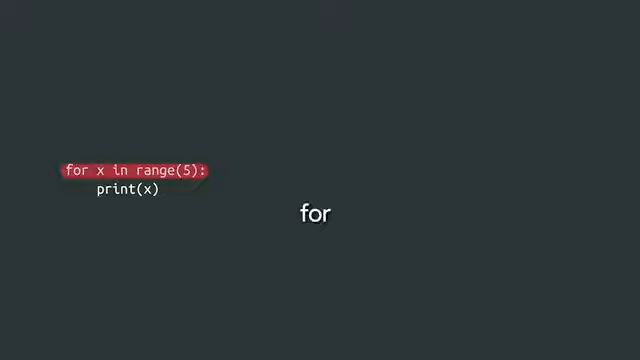 for x in range(5):
    print(x)
for